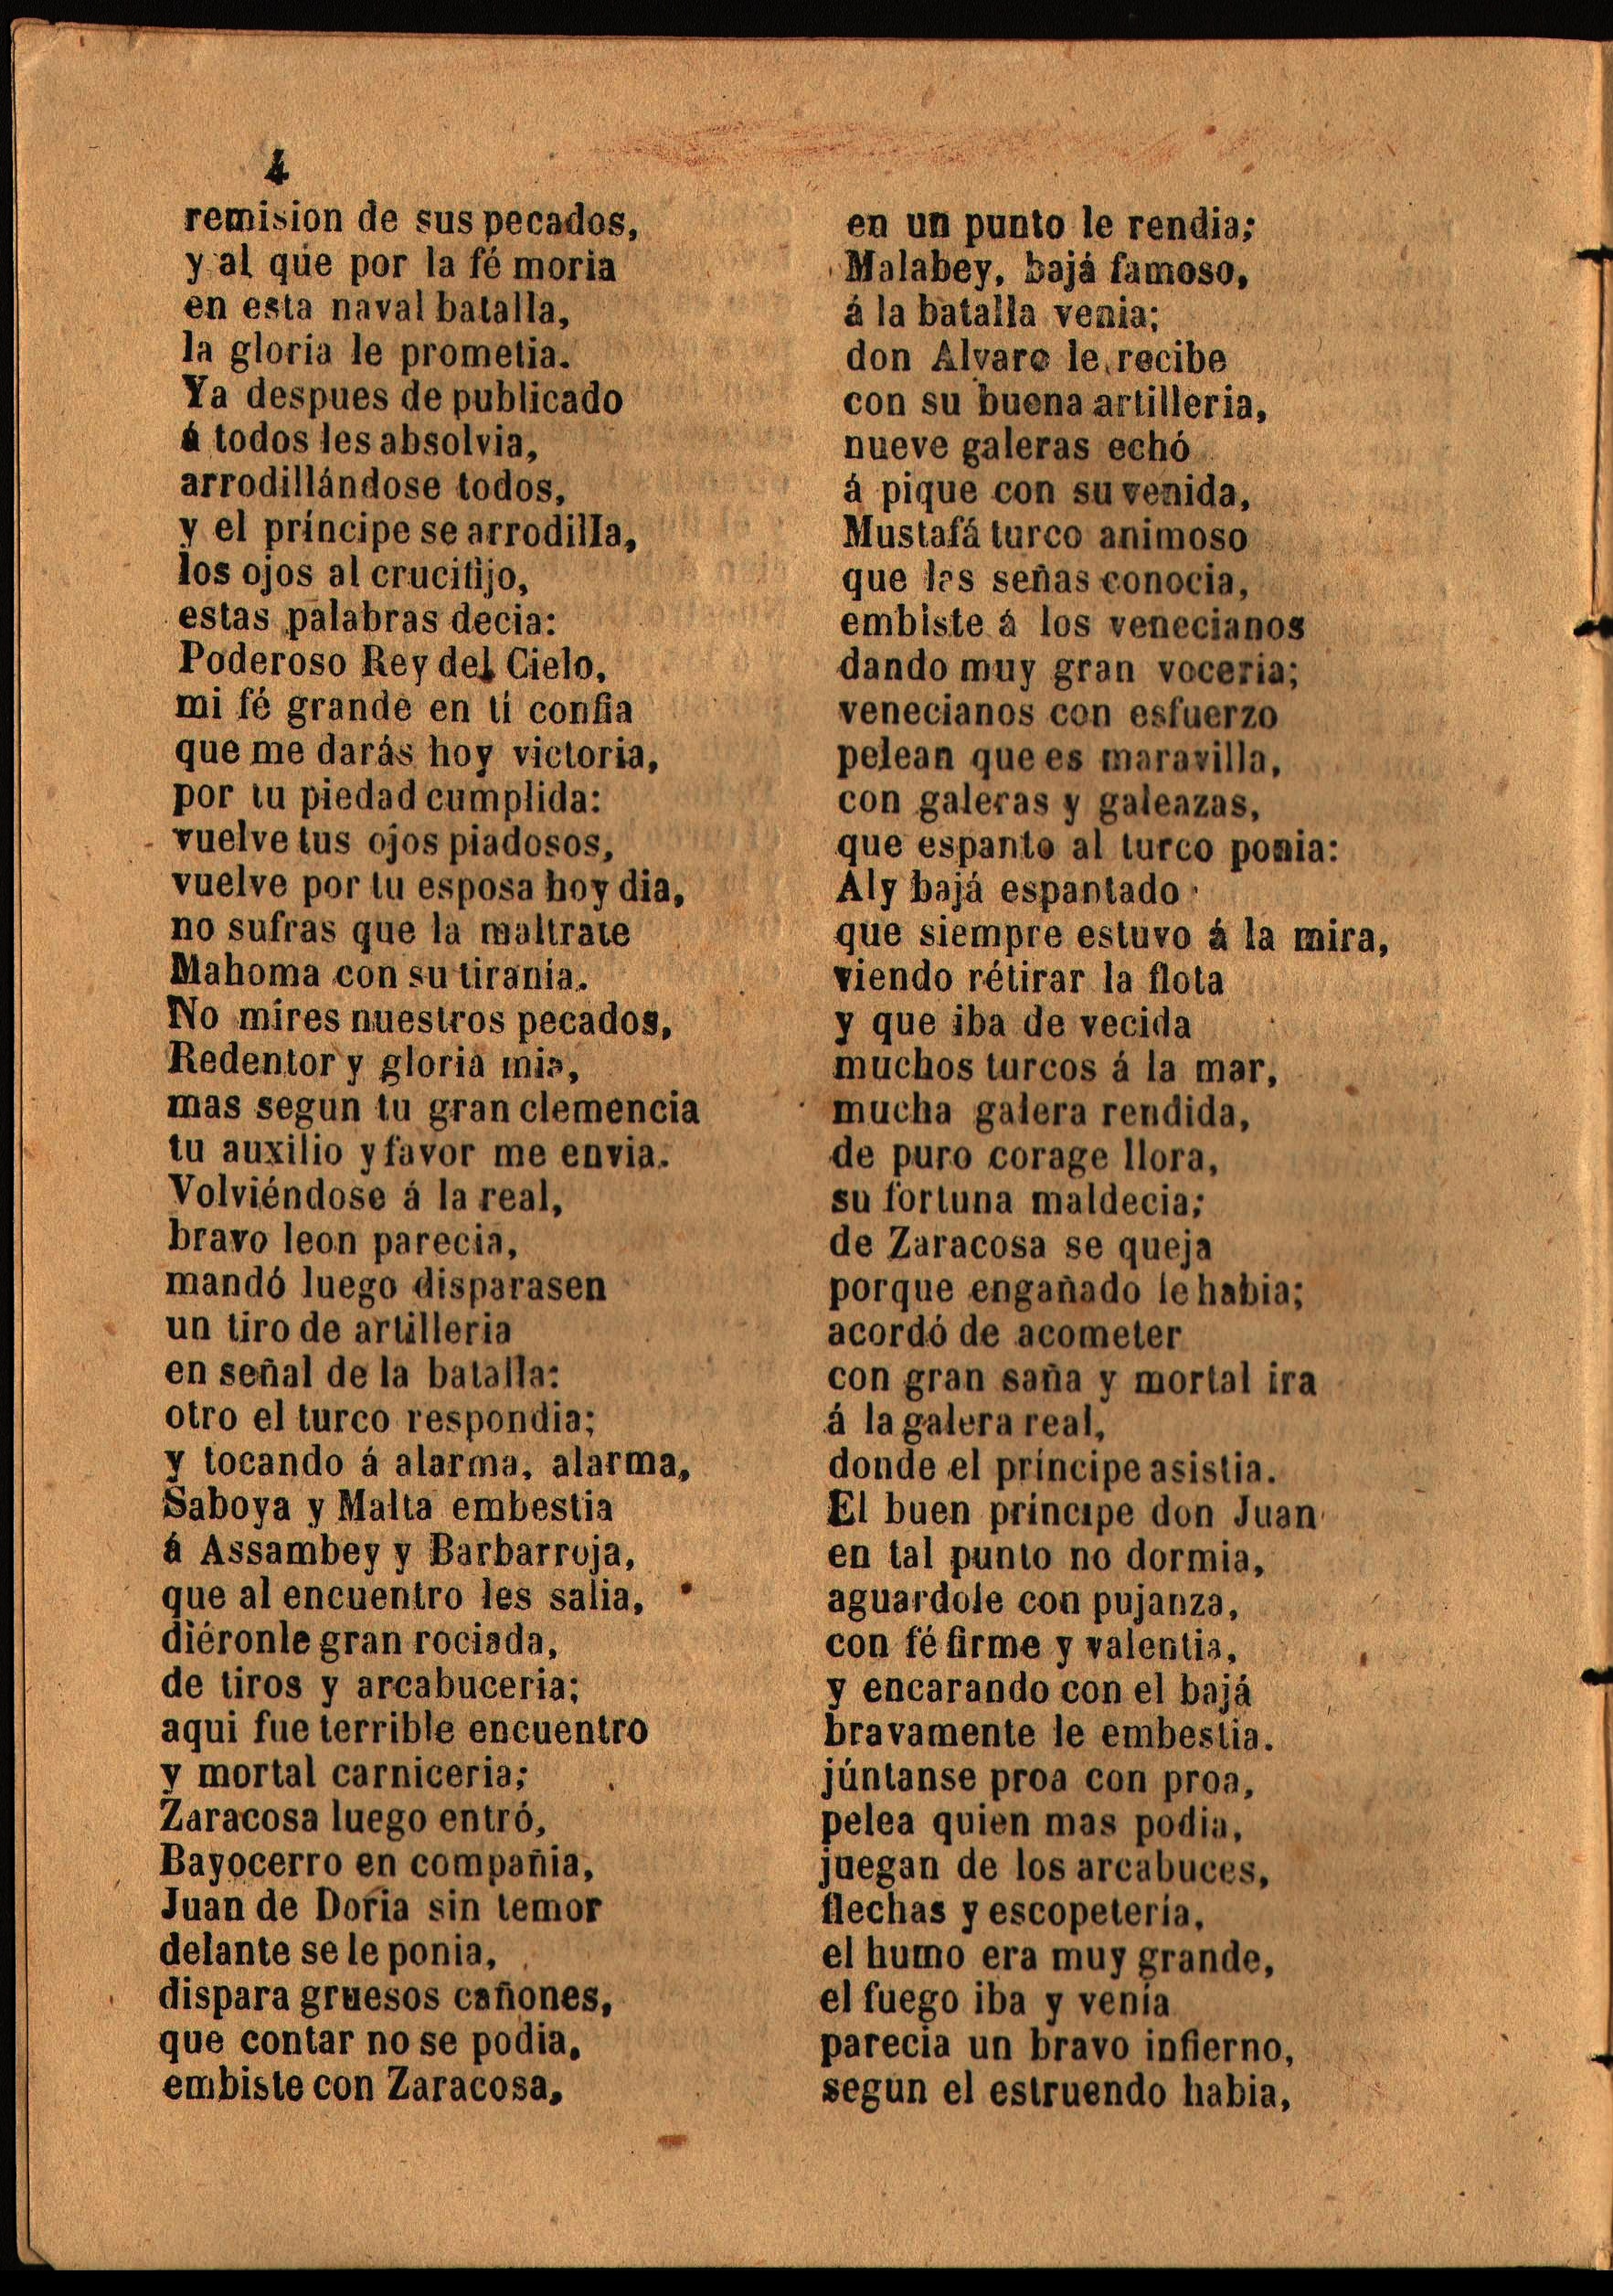 4
remision de sus pecados,
y al que por la fé moria
en esta naval batalla,
la gloria le prometia.
Ya despues de publicado
á todos les absolvia,
arrodillándose todos,
y el príncipe se arrodilla,
los ojos al crucifijo,
estas palabras decia:
Poderoso Rey del Cielo,
mi fé grande en ti confia
que me darás hoy victoria,
por tu piedad cumplida:
vuelve tus ojos piadosos,
vuelve por tu esposa hoy dia,
no sufras que la maltrate
Mahoma con su tirania.
No mires nuestros pecados,
Redentor y gloria mia,
mas segun tu gran clemencia
tu auxilio y favor me envia.
Volviéndose á la real,
bravo leon parecia,
mandó luego disparasen
un tiro de artilleria
en señal de la batalla:
otro el turco respondia;
y tocando á alarma, alarma,
Saboya y Malta embestia
á Assambey y Barbarroja,
que al encuentro les salia,
diéronle gran rociada,
de tiros y arcabuceria;
aqui fue terrible encuentro
y mortal carniceria;
Zaracosa luego entró,
Bayocerro en compañia,
Juan de Doria sin temor
delante se le ponia,
dispara gruesos cañones,
que contar no se podia,
embiste con Zaracosa,
en un punto le rendia;
Malabey, bajá famoso,
á la batalla venia;
don Alvaro le recibe
con su buena artilleria,
nueve galeras echó
á pique con su venida,
Mustafá turco animoso
que las señas conocia,
embiste á los venecianos
dando muy gran voceria;
venecianos con esfuerzo
pelean que es maravilla,
con galeras y galeazas,
que espanto al turco ponia:
Aly bajá espantado
que siempre estuvo á la mira,
viendo rétirar la flota
y que iba de vecida
muchos turcos á la mar,
mucha galera rendida,
de puro corage llora,
su fortuna maldecia;
de Zaracosa se queja
porque engañado le habia;
acordó de acometer
con gran saña y mortal ira
á la galera real,
donde el príncipe asistia.
El buen príncipe don Juan
en tal punto no dormia,
aguardole con pujanza,
con fé firme y valentia,
y encarando con el bajá
bravamente le embestia.
júntanse proa con proa,
pelea quien mas podia,
juegan de los arcabuces,
flechas y escopetería,
el humo era muy grande,
el fuego iba y venía
parecia un bravo infierno,
segun el estruendo habia,